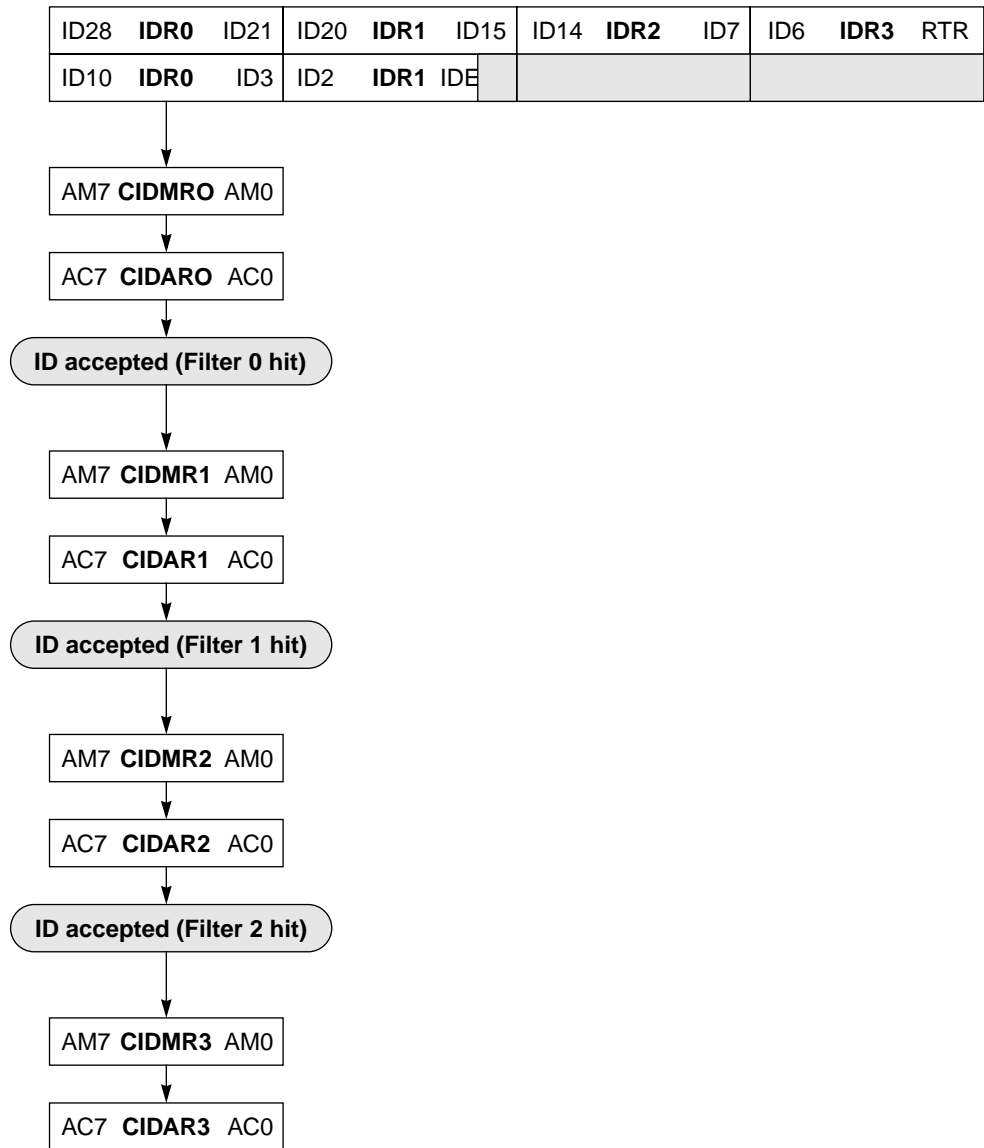 ID28 IDR0 ID21 ID20 IDR1 ID15 ID14 IDR2 ID7 ID6 IDR3 RTR
ID10 IDR0 ID3 ID2 IDR1 IDE
AM7 CIDMRO AM0
AC7 CIDARO AC0
ID accepted (Filter 0 hit)
AM7 CIDMR1 AM0
AC7 CIDAR1 AC0
ID accepted (Filter 1 hit)
AM7 CIDMR2 AM0
AC7 CIDAR2 AC0
ID accepted (Filter 2 hit)
AM7 CIDMR3 AM0
AC7 CIDAR3 AC0